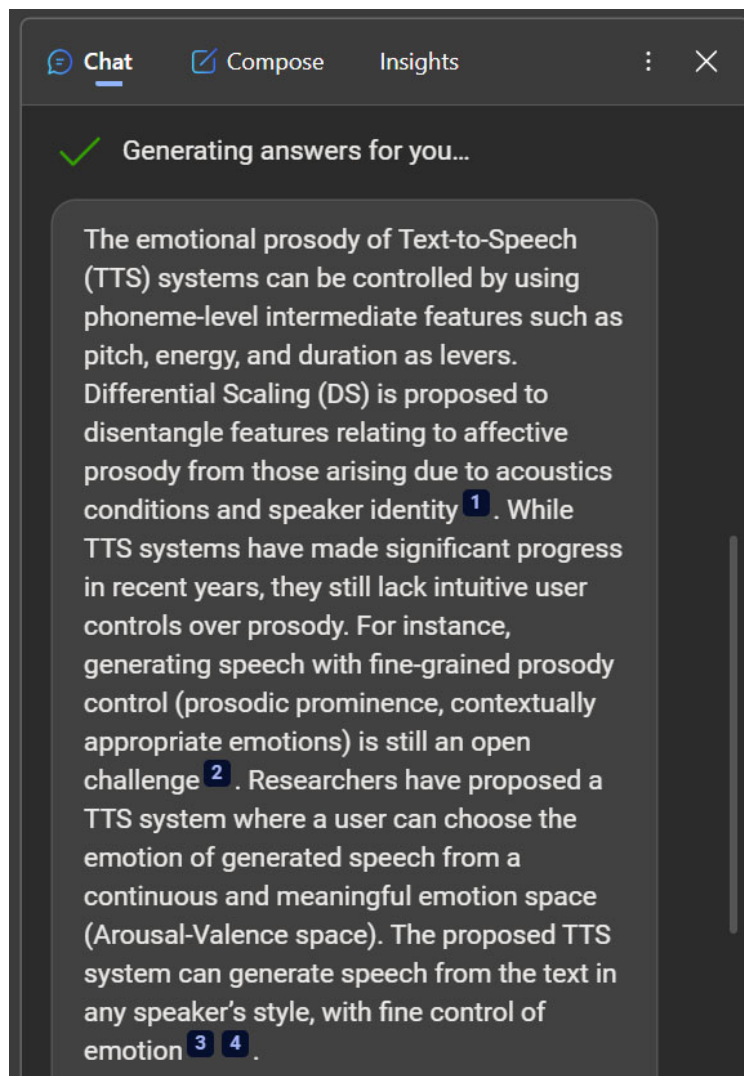 Chat Compose Insights
Generating answers for you...
The emotional prosody of Text-to-Speech
(TTS) systems can be controlled by using
phoneme-level intermediate features such as
pitch, energy, and duration as levers.
Differential Scaling (DS) is proposed to
disentangle features relating to affective
prosody from those arising due to acoustics
conditions and speaker identity 1 . While
TTS systems have made significant progress
in recent years, they still lack intuitive user
controls over prosody. For instance,
generating speech with fine-grained prosody
control (prosodic prominence, contextually
appropriate emotions) is still an open
challenge 2 . Researchers have proposed a
TTS system where a user can choose the
emotion of generated speech from a
continuous and meaningful emotion space
(Arousal-Valence space). The proposed TTS
system can generate speech from the text in
any speaker’s style, with fine control of
emotion 3 4 .